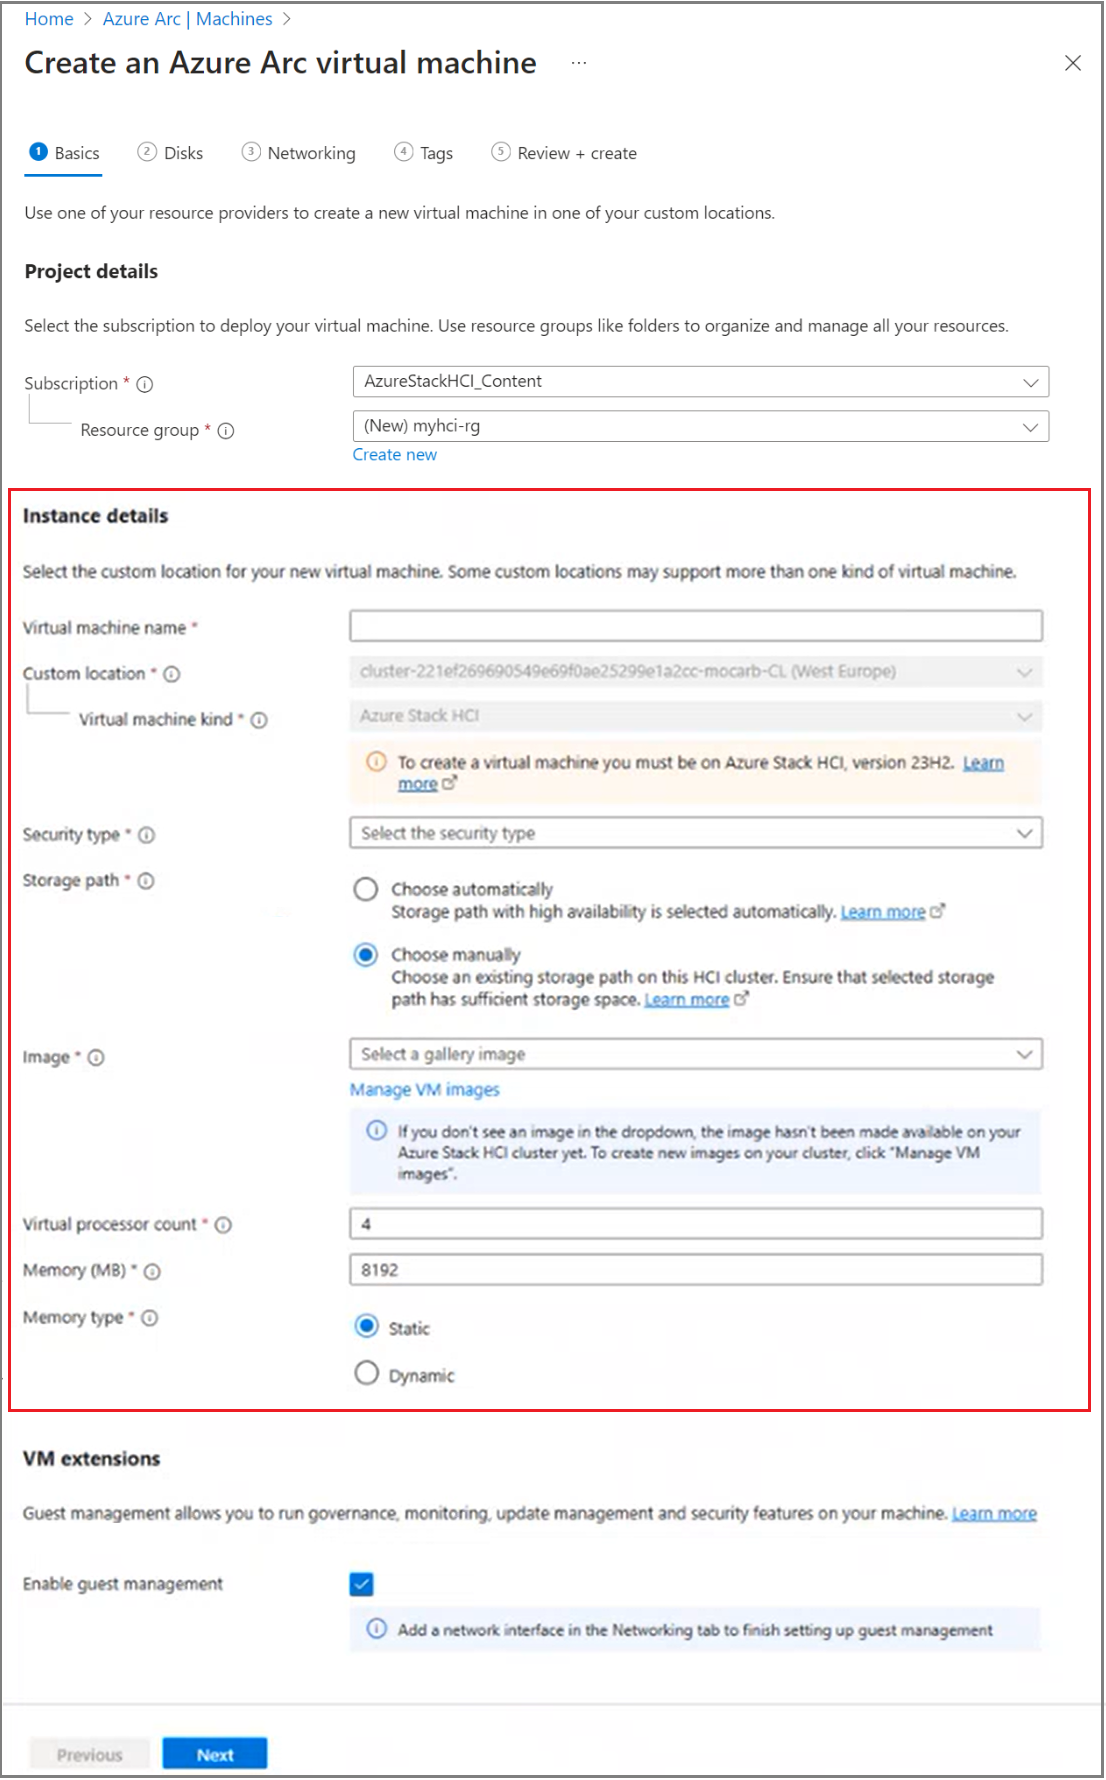 Home > Azure Arc | Machines >
Create an Azure Arc virtual machine ...
1 Basics 2 Disks 3 Networking 4 Tags 5 Review + create
Use one of your resource providers to create a new virtual machine in one of your custom locations.
Project details
Select the subscription to deploy your virtual machine. Use resource groups like folders to organize and manage all your resources.
Subscription * AzureStackHCI_Content
Resource group * (New) myhci-rg
Create new
Instance details
Select the custom location for your new virtual machine. Some custom locations may support more than one kind of virtual machine.
Virtual machine name *
Custom location * cluster-221ef269690549e69f0ae25299e1a2cc-mocarb-CL (West Europe)
Virtual machine kind * Azure Stack HCI
To create a virtual machine you must be on Azure Stack HCI, version 23H2. Learn
more
Security type * Select the security type
Storage path * Choose automatically
Storage path with high availability is selected automatically. Learn more
Choose manually
Choose an existing storage path on this HCI cluster. Ensure that selected storage
path has sufficient storage space. Learn more
Image * Select a gallery image
Manage VM images
If you don't see an image in the dropdown, the image hasn't been made available on your
Azure Stack HCI cluster yet. To create new images on your cluster, click "Manage VM
images".
Virtual processor count * 4
Memory (MB) * 8192
Memory type * Static
Dynamic
VM extensions
Guest management allows you to run governance, monitoring, update management and security features on your machine. Learn more
Enable guest management
Add a network interface in the Networking tab to finish setting up guest management
Previous Next